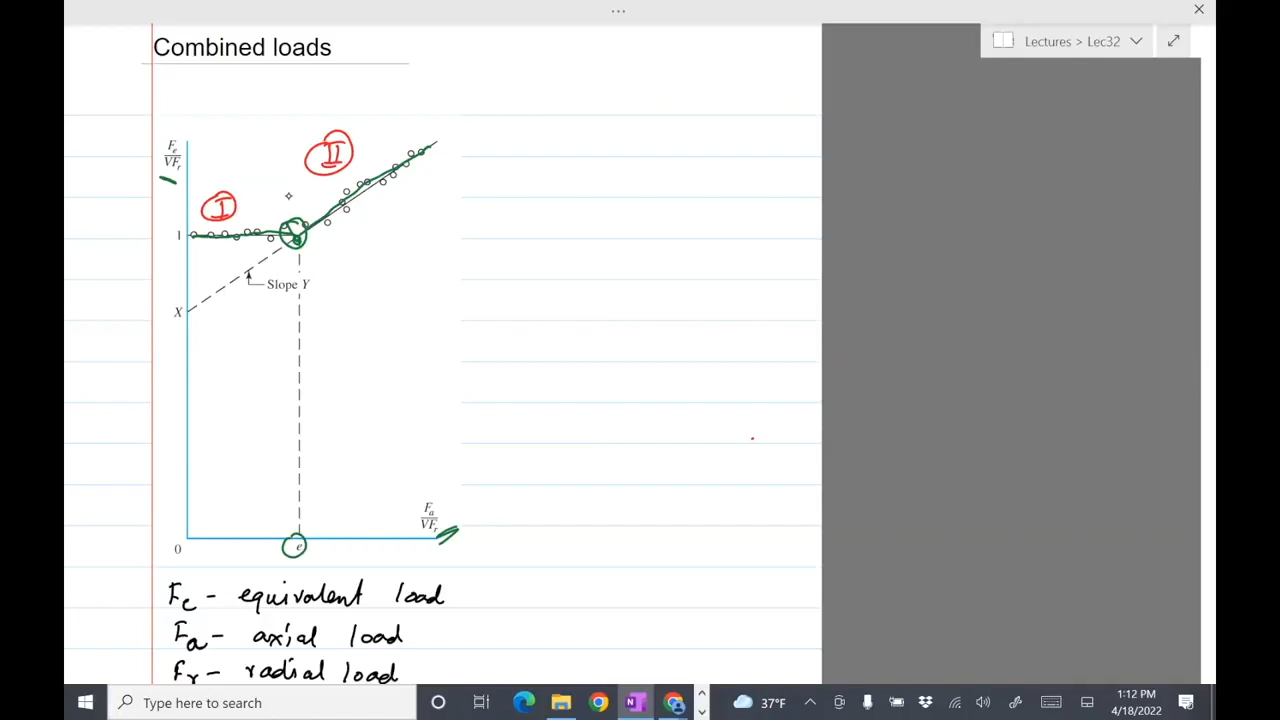 Combined loads
Lectures > Lec32
Fe
VFr
II
I
1
Slope Y
X
Fa
VFr
0
e
Fe - equivalent load
Fa - axial load
Fr - radial load
Type here to search
37°F
1:12 PM
4/18/2022